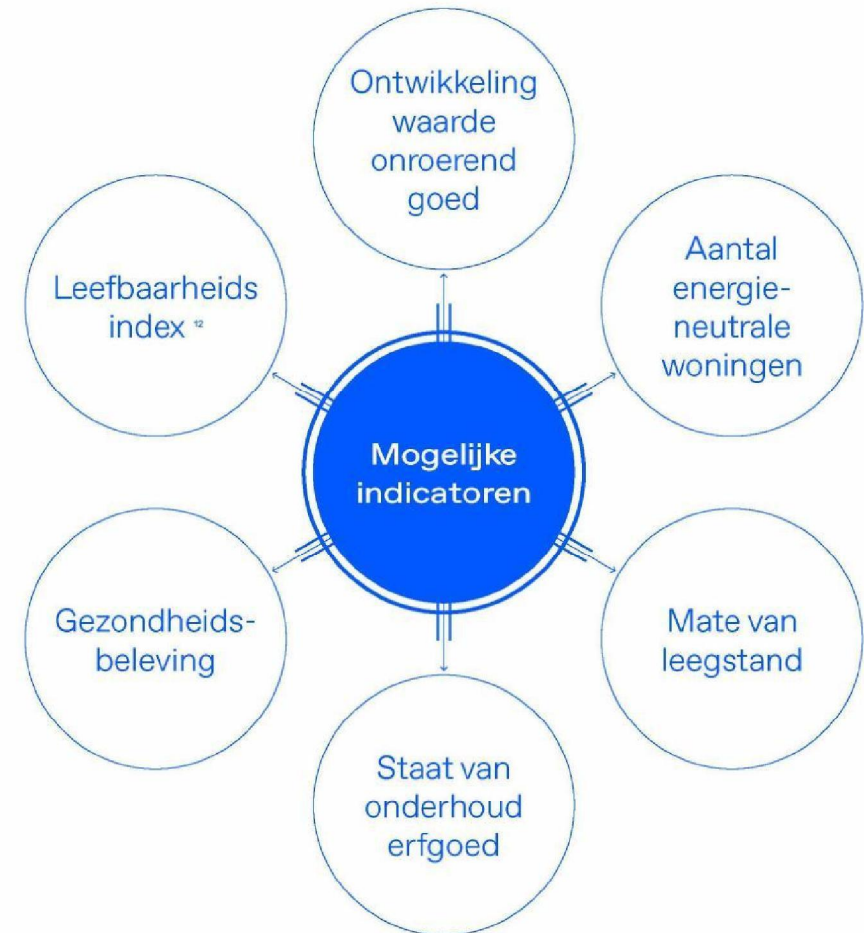 Ontwikkeling
waarde
onroerend
goed
Leefbaarheids
index ¹²
Aantal
energie-
neutrale
woningen
Mogelijke
indicatoren
Gezondheids-
beleving
Mate van
leegstand
Staat van
onderhoud
erfgoed